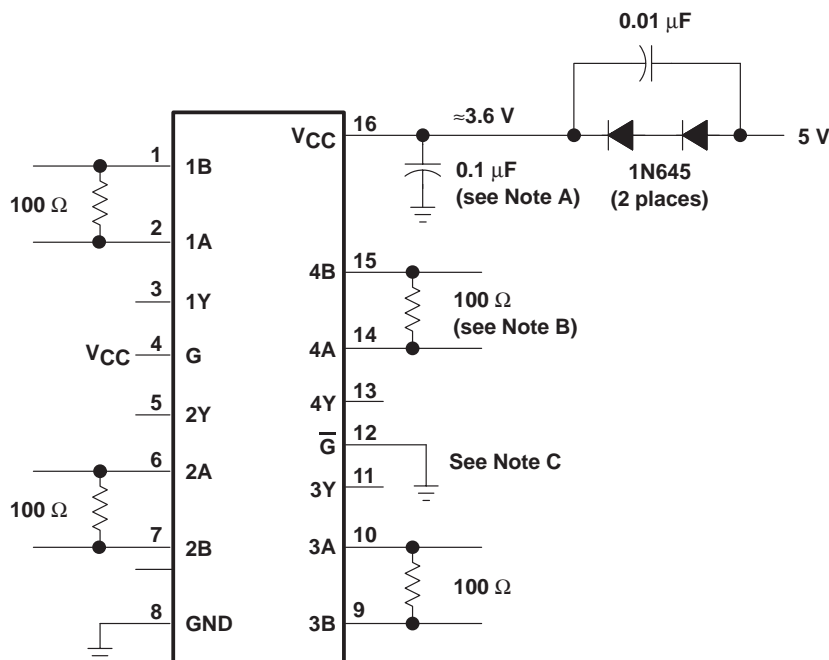 0.01 μF
16
VCC
≈3.6 V
5 V
1
1B
0.1 μF
(see Note A)
1N645
(2 places)
100 Ω
2
1A
15
4B
3
1Y
100 Ω
(see Note B)
VCC
4
G
14
4A
5
2Y
13
4Y
12
G̅
See Note C
6
2A
11
3Y
100 Ω
7
2B
10
3A
100 Ω
8
GND
9
3B